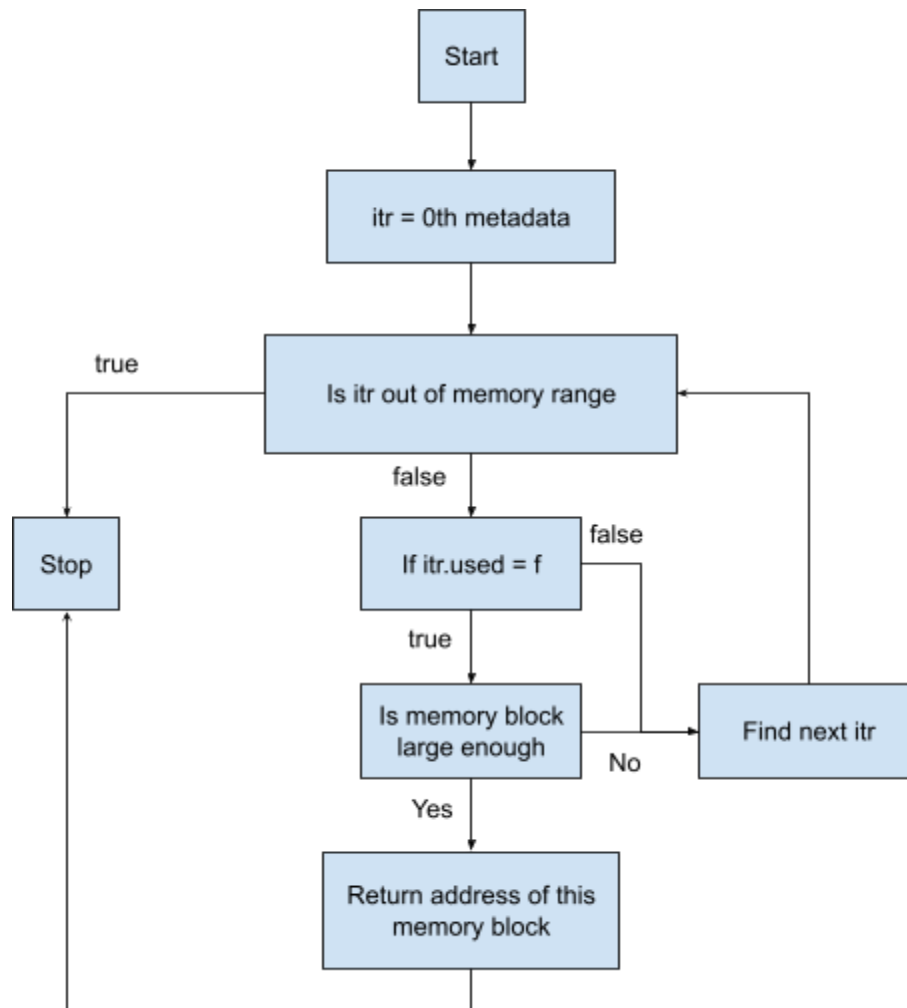 Start
itr = 0th metadata
true
Is itr out of memory range
false
Stop
If itr.used = f
false
true
Is memory block
large enough
No
Find next itr
Yes
Return address of this
memory block